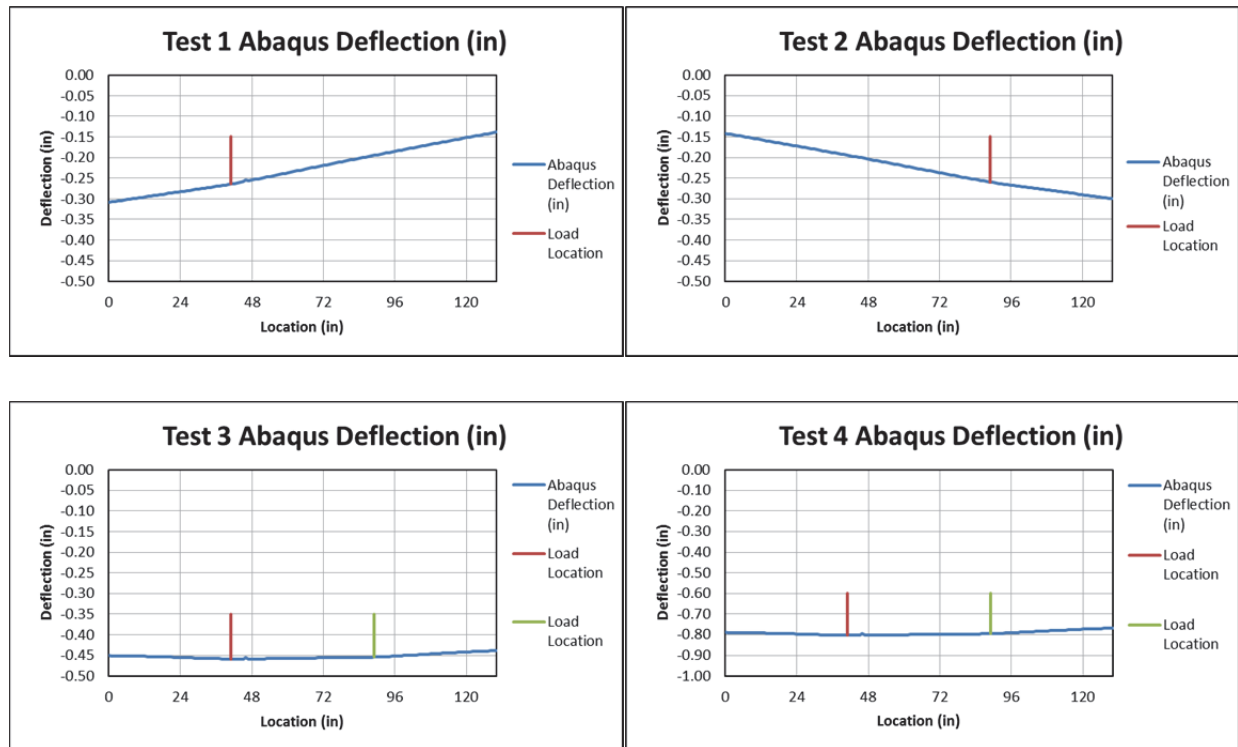 Test 1 Abaqus Deflection (in)
0.00
-0.05
-0.10
-0.15
-0.20
-0.25
-0.30
-0.35
-0.40
-0.45
-0.50
Deflection (in)
0 24 48 72 96 120
Location (in)
Abaqus
Deflection
(in)
Load
Location
Test 2 Abaqus Deflection (in)
0.00
-0.05
-0.10
-0.15
-0.20
-0.25
-0.30
-0.35
-0.40
-0.45
-0.50
Deflection (in)
0 24 48 72 96 120
Location (in)
Abaqus
Deflection
(in)
Load
Location
Test 3 Abaqus Deflection (in)
0.00
-0.05
-0.10
-0.15
-0.20
-0.25
-0.30
-0.35
-0.40
-0.45
-0.50
Deflection (in)
0 24 48 72 96 120
Location (in)
Abaqus
Deflection
(in)
Load
Location
Load
Location
Test 4 Abaqus Deflection (in)
0.00
-0.10
-0.20
-0.30
-0.40
-0.50
-0.60
-0.70
-0.80
-0.90
-1.00
Deflection (in)
0 24 48 72 96 120
Location (in)
Abaqus
Deflection
(in)
Load
Location
Load
Location